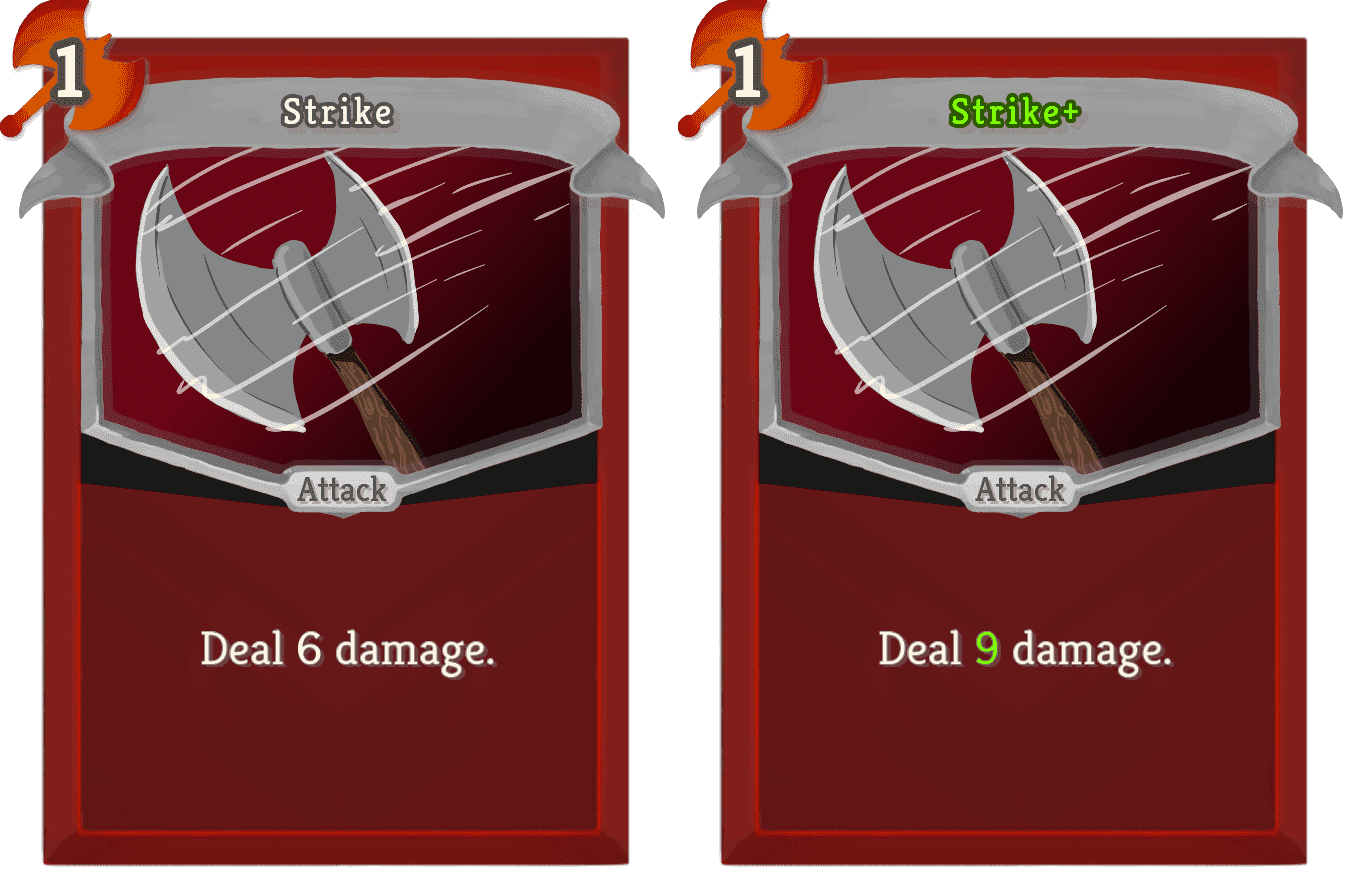 1
Strike
Attack
Deal 6 damage.
1
Strike+
Attack
Deal 9 damage.